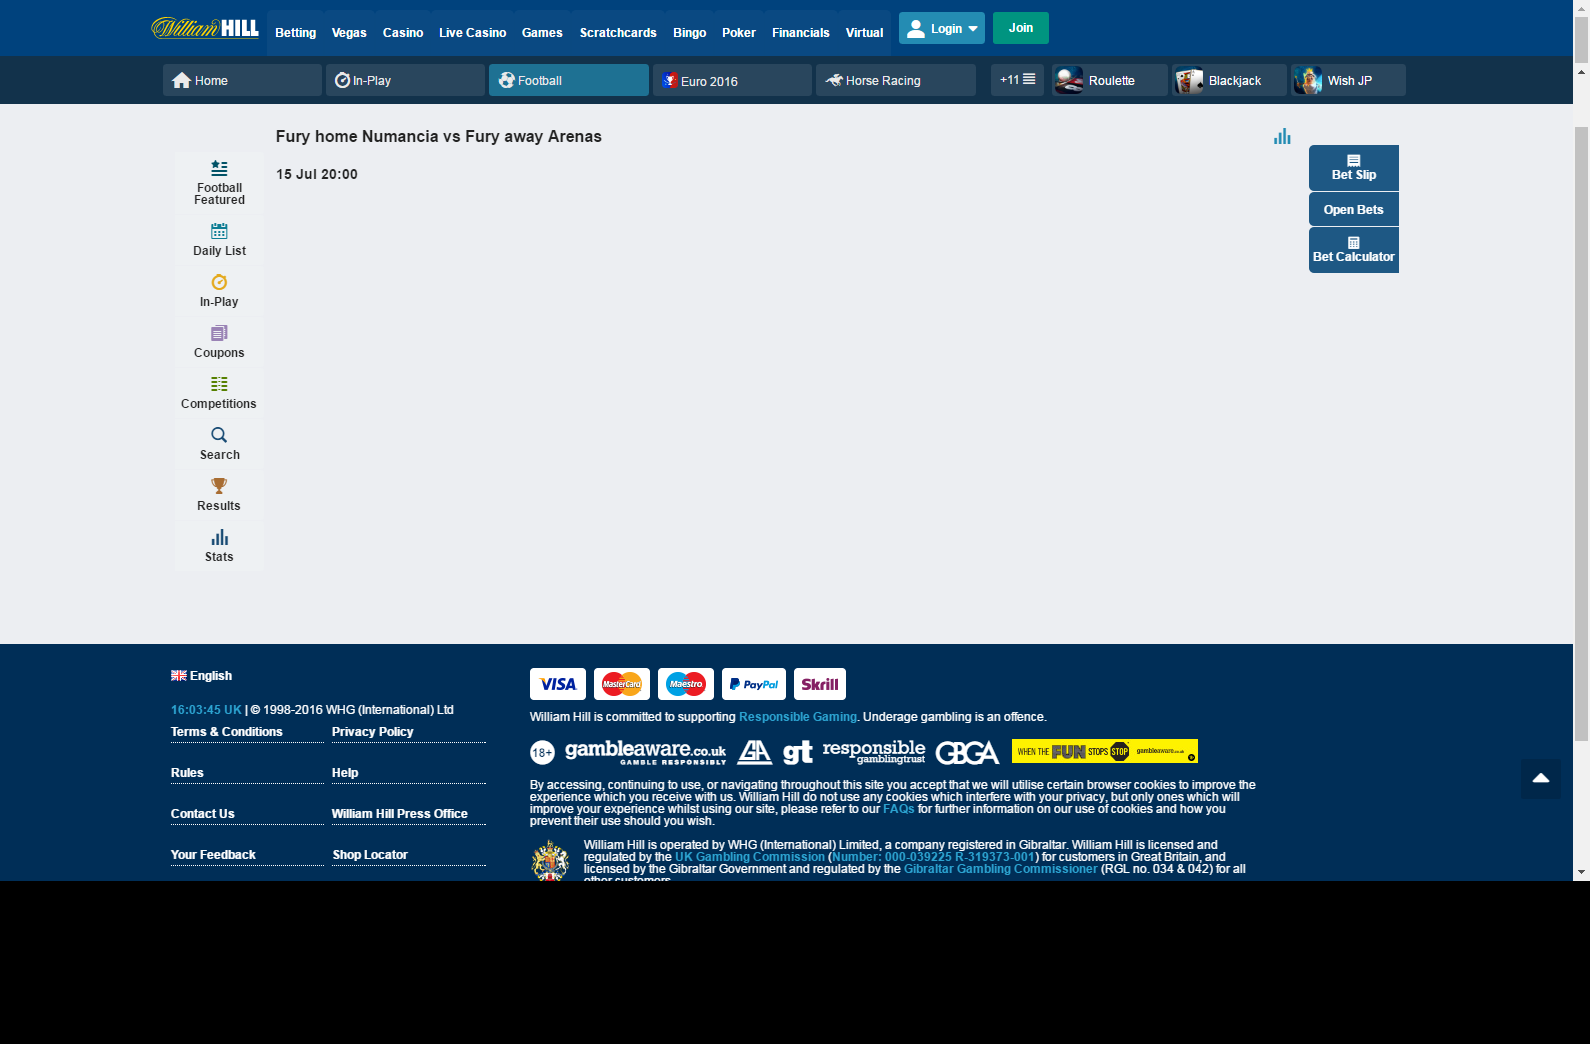 William HILL
Betting Vegas Casino Live Casino Games Scratchcards Bingo Poker Financials Virtual Login Join
Home In-Play Football Euro 2016 Horse Racing +11 Roulette Blackjack Wish JP
Fury home Numancia vs Fury away Arenas
15 Jul 20:00
Football
Featured
Daily List
In-Play
Coupons
Competitions
Search
Results
Stats
Bet Slip
Open Bets
Bet Calculator
English
16:03:45 UK | © 1998-2016 WHG (International) Ltd
Terms & Conditions Privacy Policy
Rules Help
Contact Us William Hill Press Office
Your Feedback Shop Locator
VISA MasterCard Maestro PayPal Skrill
William Hill is committed to supporting Responsible Gaming. Underage gambling is an offence.
18+ gambleaware.co.uk GA gt responsible GBGA WHEN THE FUN STOPS STOP gambleaware.co.uk
GAMBLE RESPONSIBLY gamblingtrust
By accessing, continuing to use, or navigating throughout this site you accept that we will utilise certain browser cookies to improve the
experience which you receive with us. William Hill do not use any cookies which interfere with your privacy, but only ones which will
improve your experience whilst using our site, please refer to our FAQs for further information on our use of cookies and how you
prevent their use should you wish.
William Hill is operated by WHG (International) Limited, a company registered in Gibraltar. William Hill is licensed and
regulated by the UK Gambling Commission (Number: 000-039225 R-319373-001) for customers in Great Britain, and
licensed by the Gibraltar Government and regulated by the Gibraltar Gambling Commissioner (RGL no. 034 & 042) for all
other customers